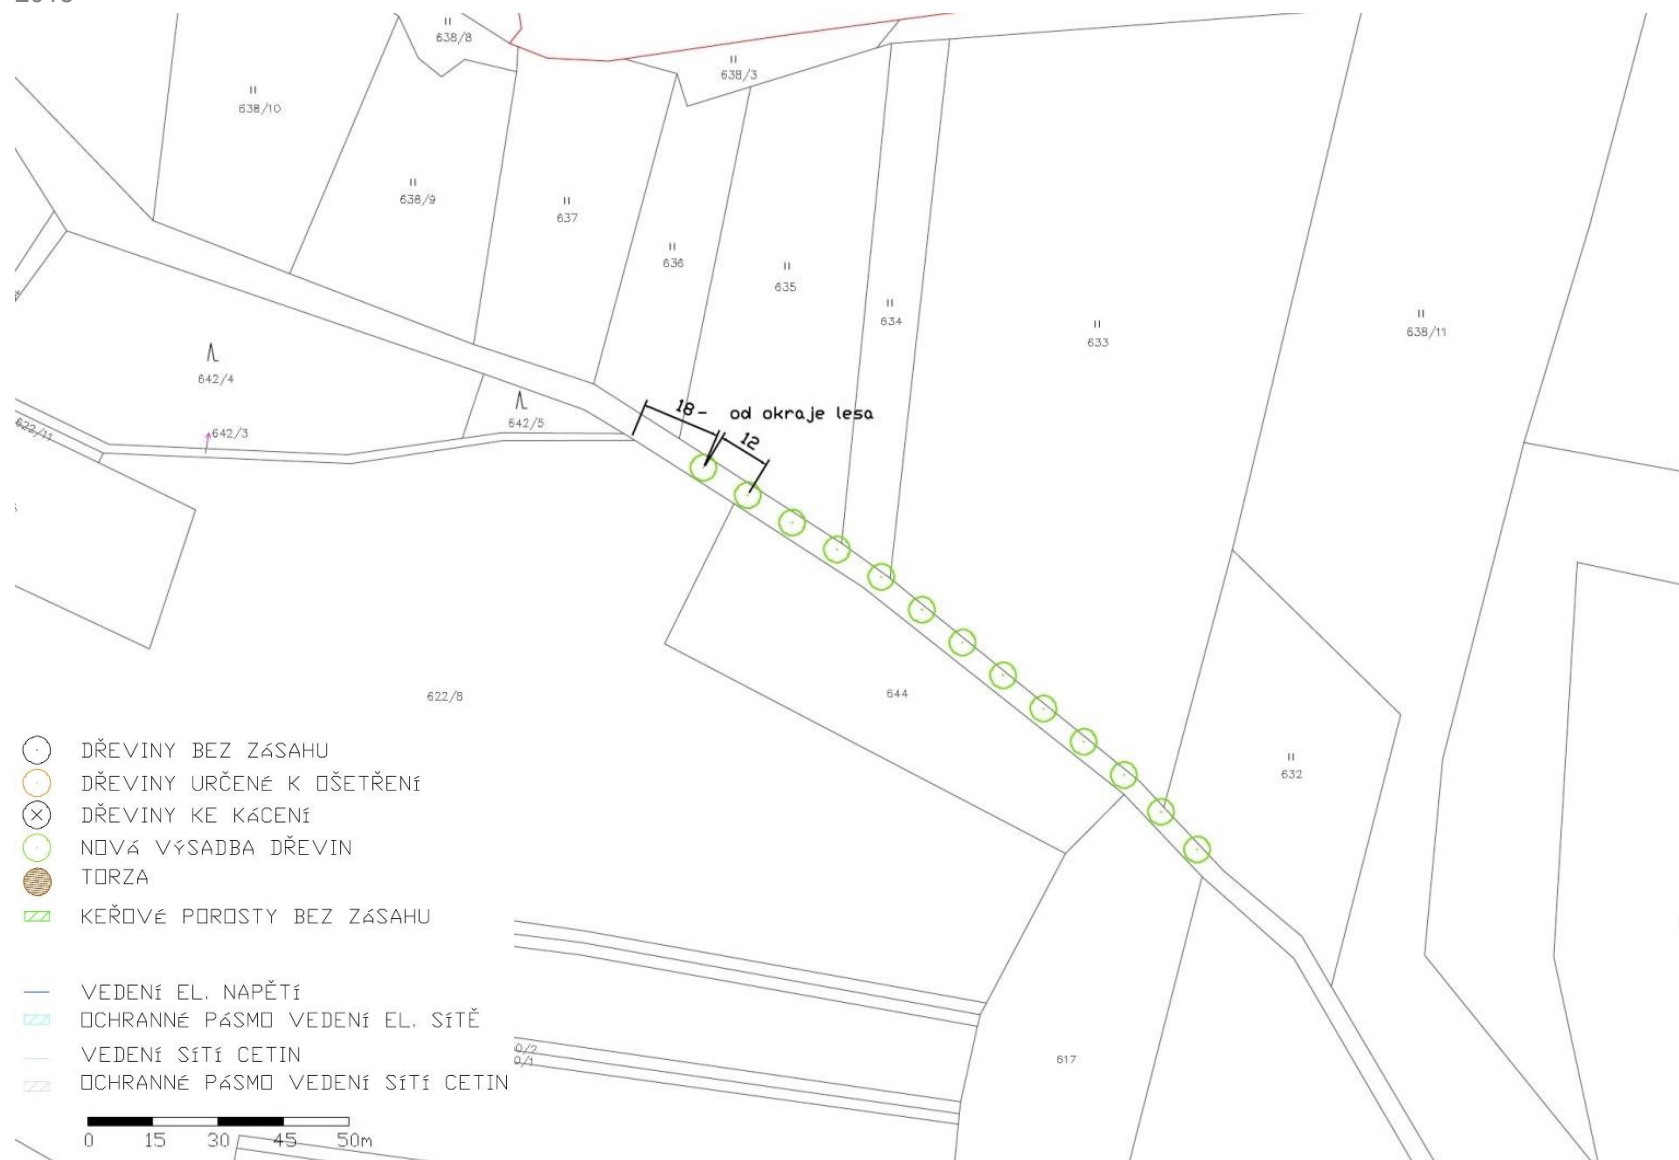 638/8
638/3
638/10
638/9
637
636
635
634
633
638/11
642/4
642/5
642/3
622/11
18- od okraje lesa
12
622/8
644
632
617
DŘEVINY BEZ ZÁSAHU
DŘEVINY URČENÉ K OŠETŘENÍ
DŘEVINY KE KÁCENÍ
NOVÁ VÝSADBA DŘEVIN
TORZA
KEŘOVÉ POROSTY BEZ ZÁSAHU
VEDENÍ EL. NAPĚTÍ
OCHRANNÉ PÁSMO VEDENÍ EL. SÍTĚ
VEDENÍ SÍTÍ CETIN
OCHRANNÉ PÁSMO VEDENÍ SÍTÍ CETIN
0/2
0/1
0 15 30 45 50m